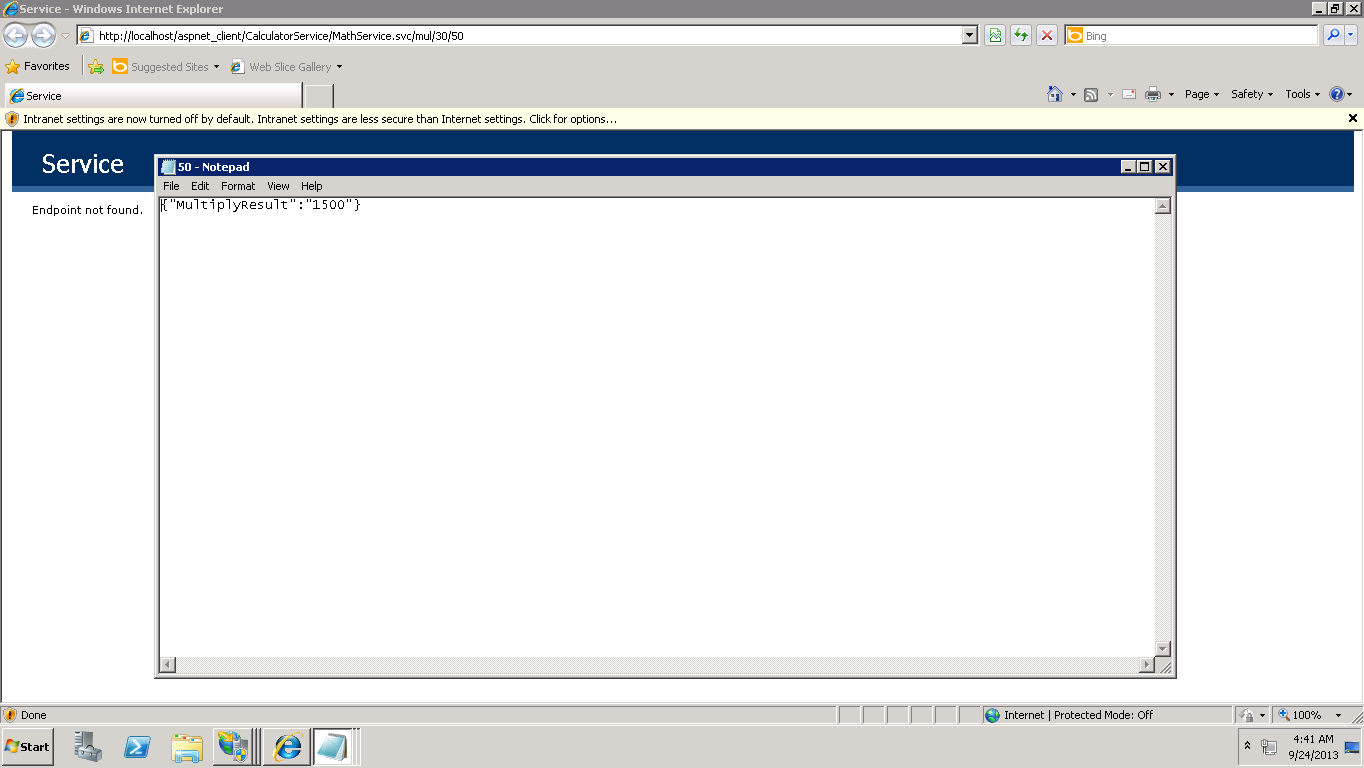 Service - Windows Internet Explorer
http://localhost/aspnet_client/CalculatorService/MathService.svc/mul/30/50
Bing
Favorites
Suggested Sites
Web Slice Gallery
Service
Page
Safety
Tools
Intranet settings are now turned off by default. Intranet settings are less secure than Internet settings. Click for options...
Service
Endpoint not found.
50 - Notepad
File Edit Format View Help
{"MultiplyResult":"1500"}
Done
Internet | Protected Mode: Off
100%
Start
4:41 AM
9/24/2013